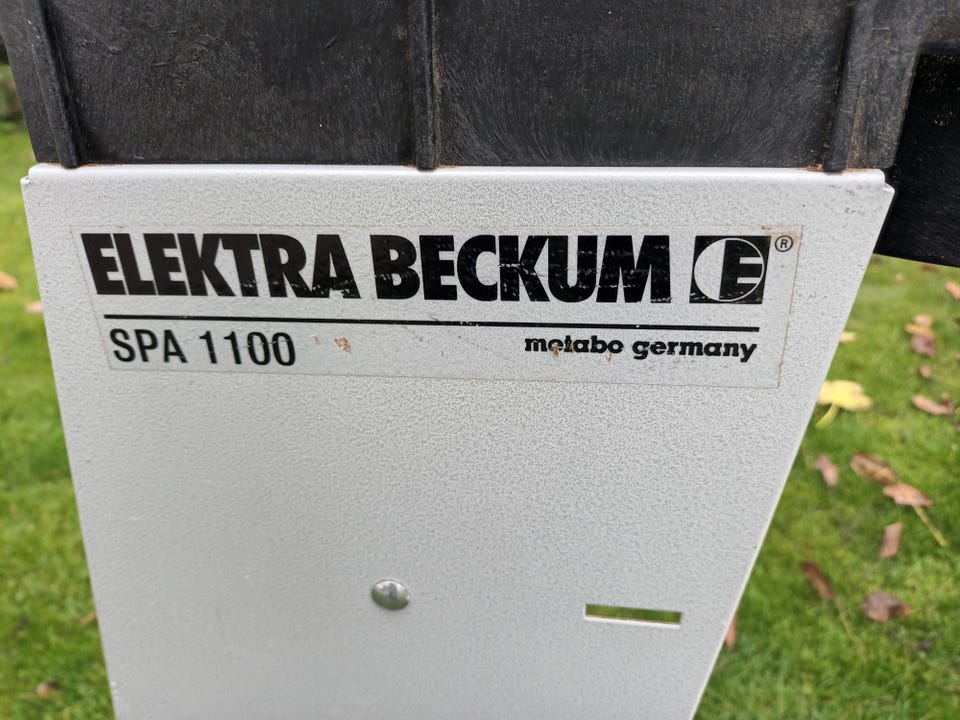 ELEKTRA BECKUM E ®
SPA 1100
metabo germany